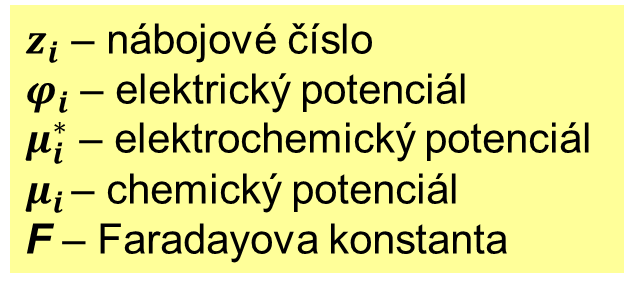 zᵢ – nábojové číslo
φᵢ – elektrický potenciál
μᵢ* – elektrochemický potenciál
μᵢ – chemický potenciál
F – Faradayova konstanta